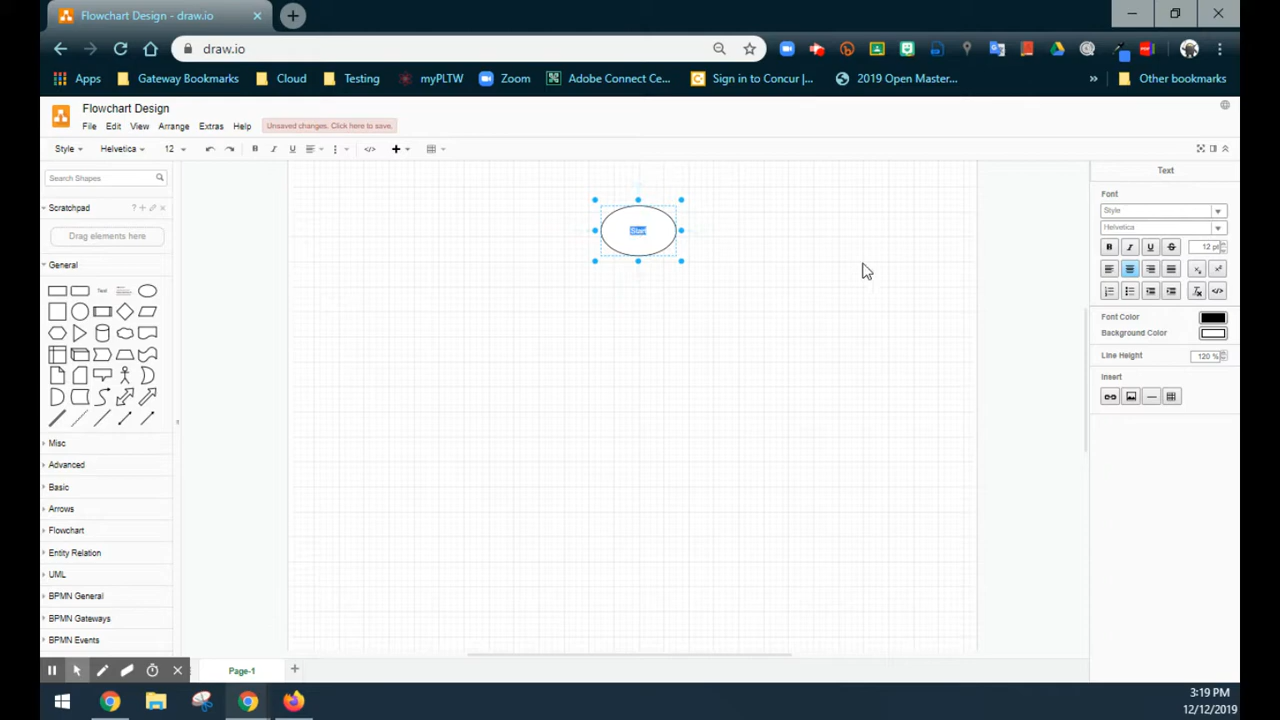 Flowchart Design - draw.io
draw.io
Apps
Gateway Bookmarks
Cloud
Testing
myPLTW
Zoom
Adobe Connect Ce...
Sign in to Concur |...
2019 Open Master...
»
Other bookmarks
Flowchart Design
File Edit View Arrange Extras Help
Unsaved changes. Click here to save.
Style Helvetica 12 B I U
Search Shapes
Scratchpad ?
Drag elements here
General
Text
Misc
Advanced
Basic
Arrows
Flowchart
Entity Relation
UML
BPMN General
BPMN Gateways
BPMN Events
Start
Text
Font
Style
Helvetica
B I U S 12 pt
Font Color
Background Color
Line Height 120 %
Insert
Page-1
3:19 PM
12/12/2019